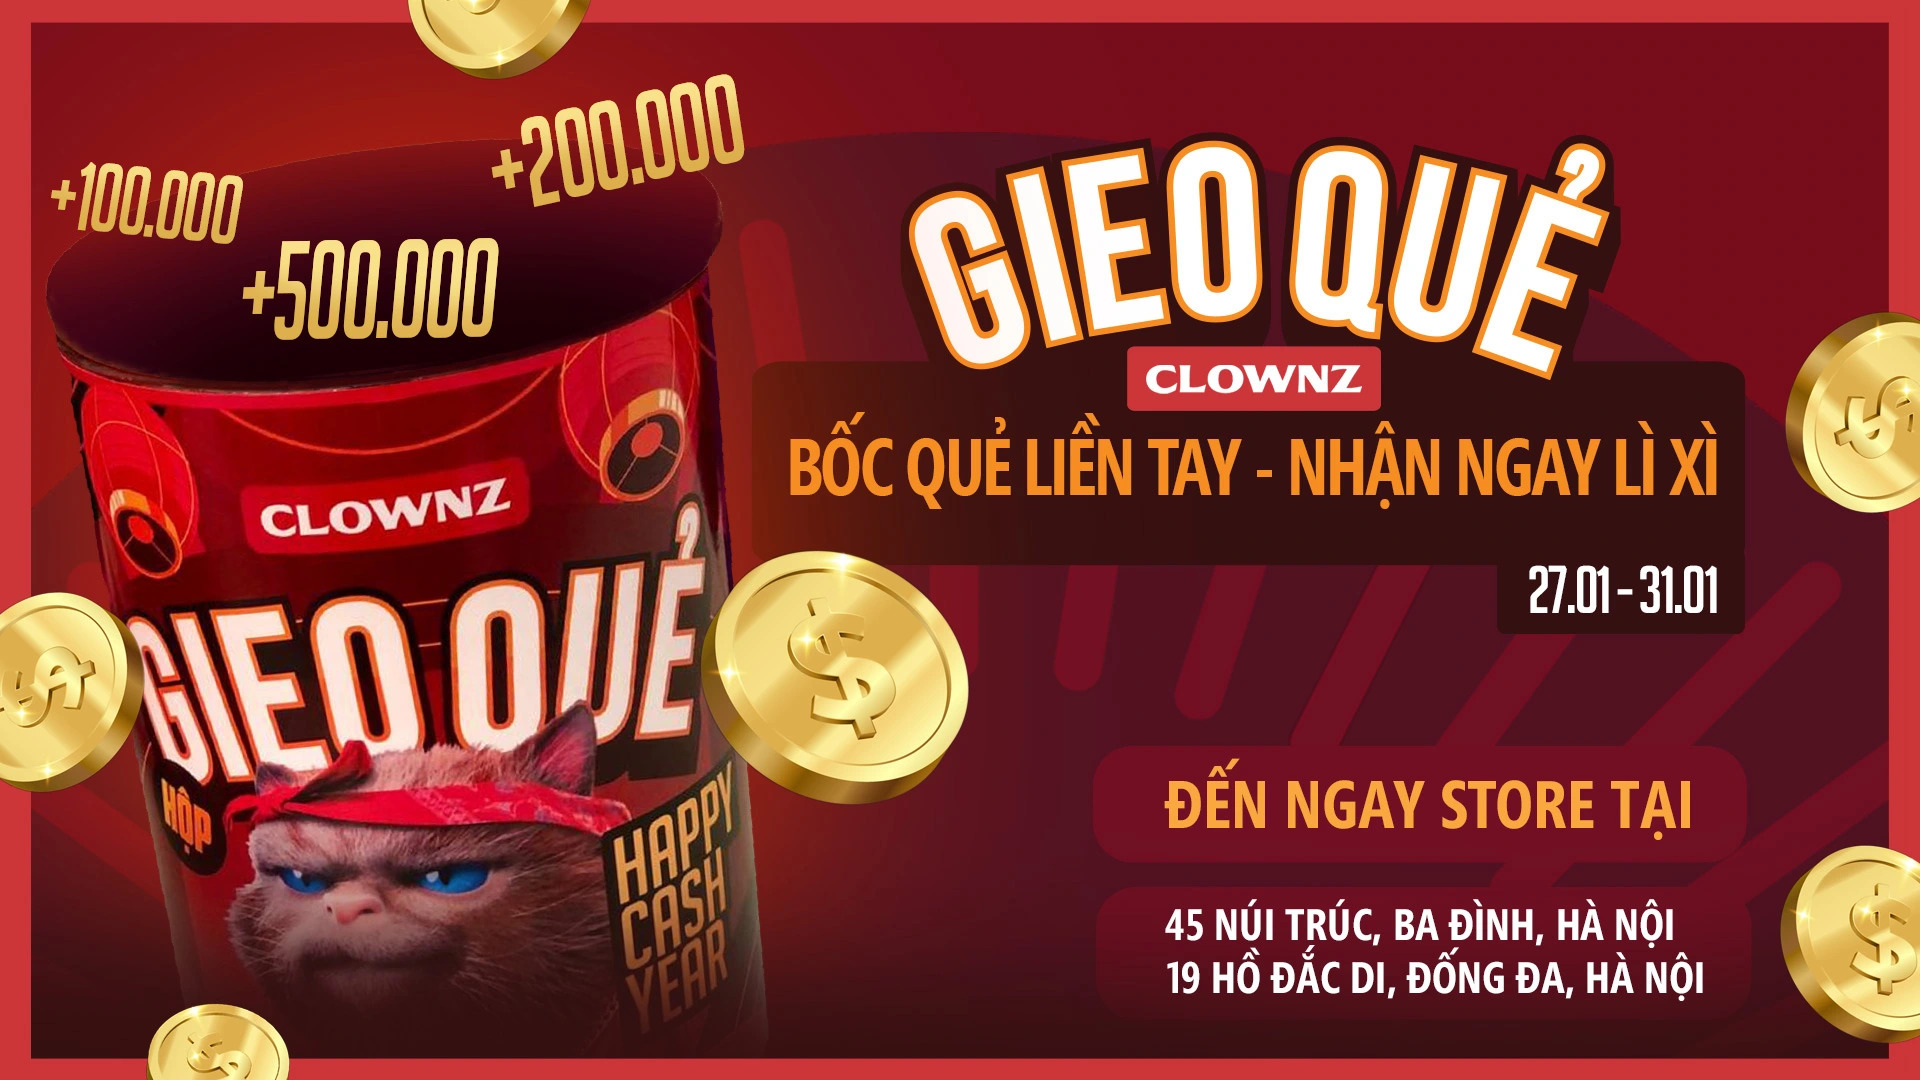 +100.000
+200.000
+500.000
CLOWNZ
GIEO QUẺ
HỘP
HAPPY
CASH
YEAR
GIEO QUẺ
CLOWNZ
BỐC QUẺ LIỀN TAY - NHẬN NGAY LÌ XÌ
27.01 - 31.01
ĐẾN NGAY STORE TẠI
45 NÚI TRÚC, BA ĐÌNH, HÀ NỘI
19 HỒ ĐẮC DI, ĐỐNG ĐA, HÀ NỘI